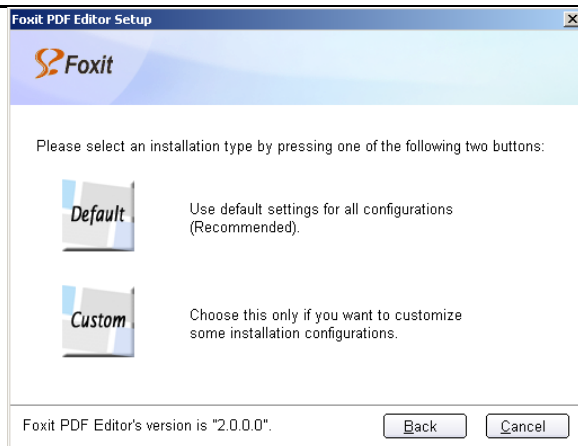 Foxit PDF Editor Setup
Foxit
Please select an installation type by pressing one of the following two buttons:
Default
Use default settings for all configurations
(Recommended).
Custom
Choose this only if you want to customize
some installation configurations.
Foxit PDF Editor's version is "2.0.0.0".
Back
Cancel